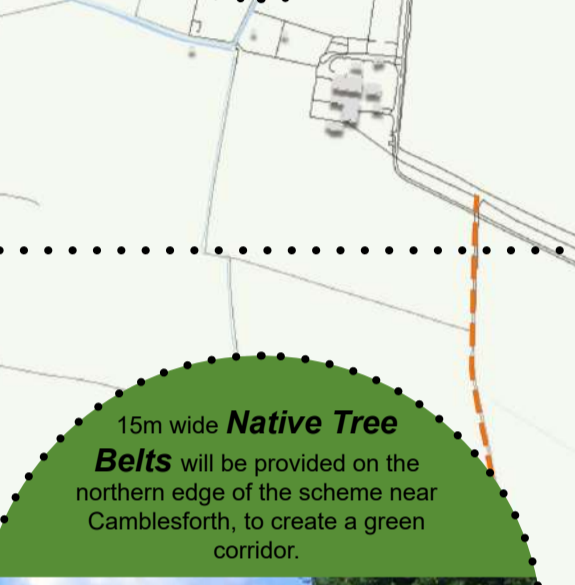 15m wide Native Tree
Belts will be provided on the
northern edge of the scheme near
Camblesforth, to create a green
corridor.